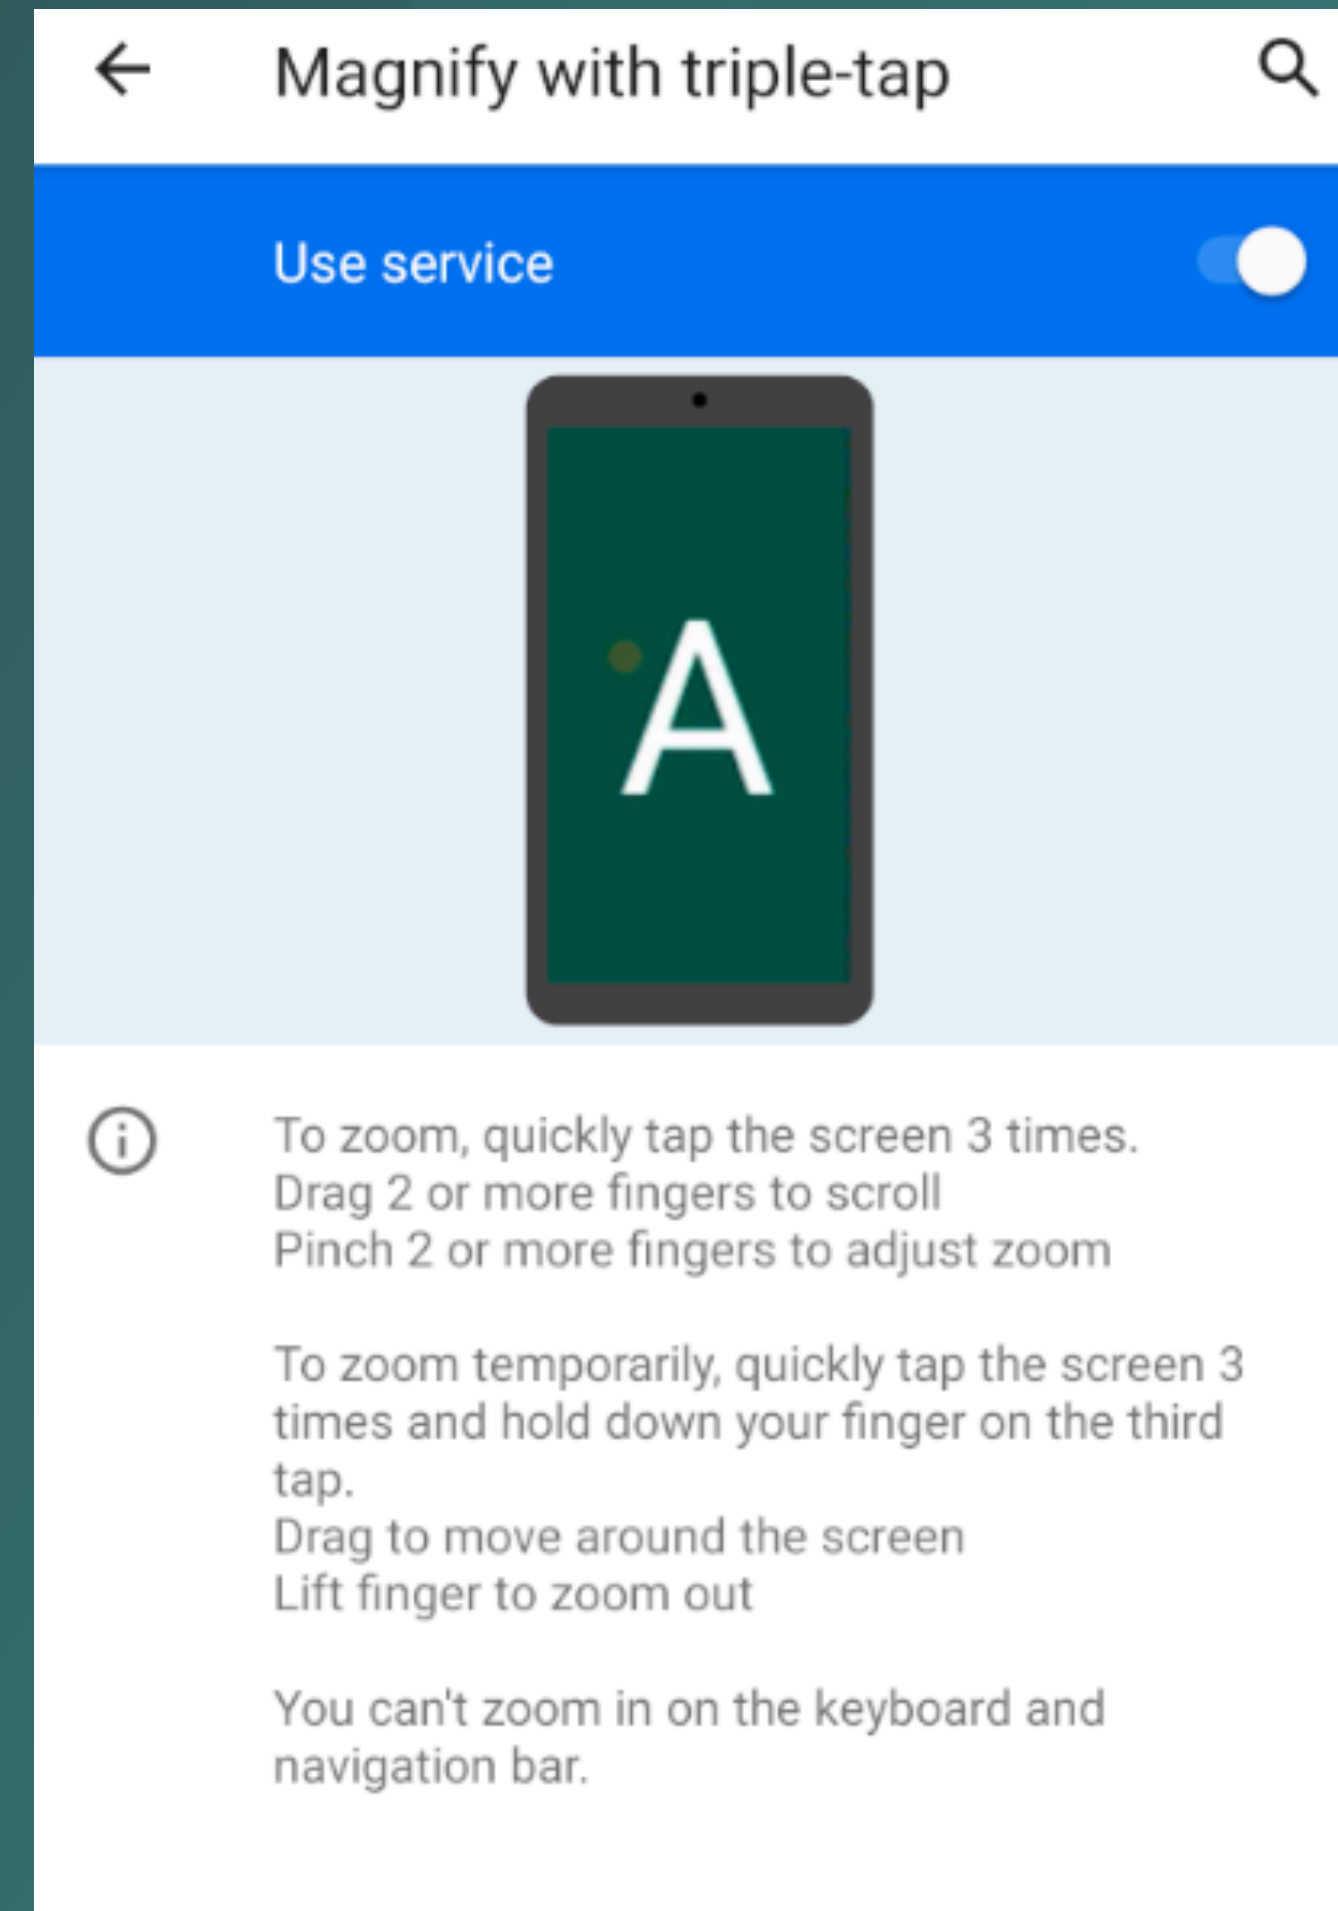 Magnify with triple-tap
Use service
A
To zoom, quickly tap the screen 3 times.
Drag 2 or more fingers to scroll
Pinch 2 or more fingers to adjust zoom
To zoom temporarily, quickly tap the screen 3
times and hold down your finger on the third
tap.
Drag to move around the screen
Lift finger to zoom out
You can't zoom in on the keyboard and
navigation bar.